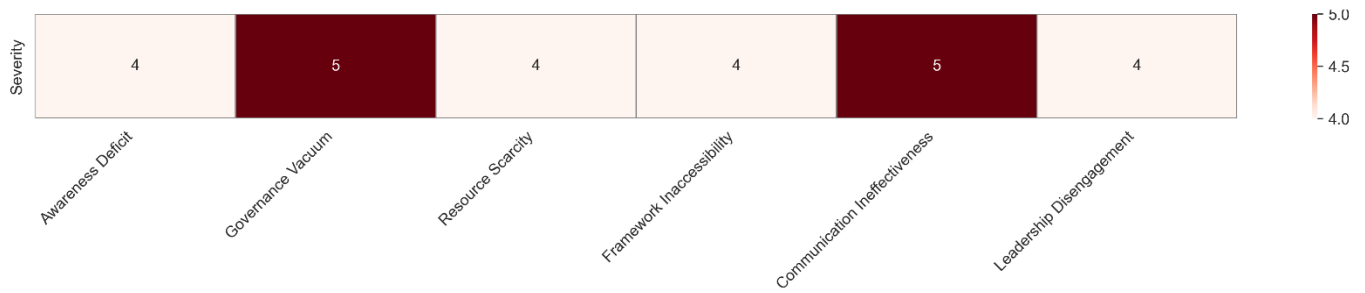 Severity
4
5
4
4
5
4
5.0
4.5
4.0
Awareness Deficit
Governance Vacuum
Resource Scarcity
Framework Inaccessibility
Communication Ineffectiveness
Leadership Disengagement